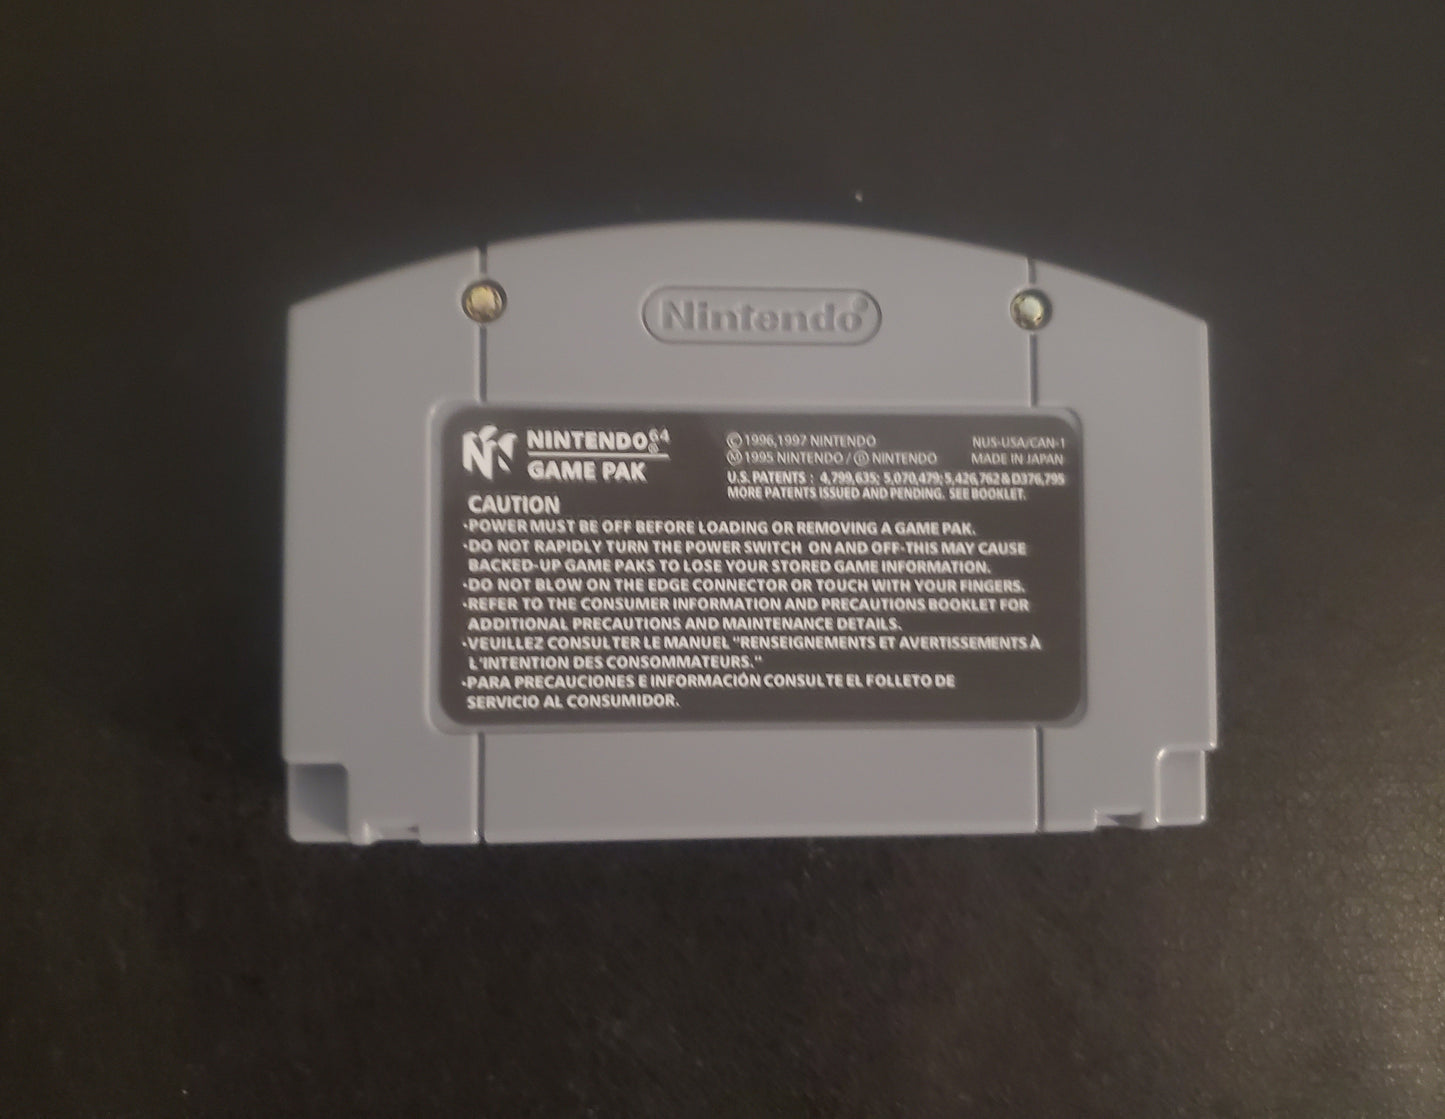 Nintendo®
NINTENDO64®
GAME PAK
©1996,1997 NINTENDO
Ⓜ1995 NINTENDO/Ⓓ NINTENDO
NUS-USA/CAN-1
MADE IN JAPAN
U.S. PATENTS : 4,799,635; 5,070,479; 5,426,762 & D376,795
MORE PATENTS ISSUED AND PENDING. SEE BOOKLET.
CAUTION
·POWER MUST BE OFF BEFORE LOADING OR REMOVING A GAME PAK.
·DO NOT RAPIDLY TURN THE POWER SWITCH ON AND OFF-THIS MAY CAUSE
BACKED-UP GAME PAKS TO LOSE YOUR STORED GAME INFORMATION.
·DO NOT BLOW ON THE EDGE CONNECTOR OR TOUCH WITH YOUR FINGERS.
·REFER TO THE CONSUMER INFORMATION AND PRECAUTIONS BOOKLET FOR
ADDITIONAL PRECAUTIONS AND MAINTENANCE DETAILS.
·VEUILLEZ CONSULTER LE MANUEL "RENSEIGNEMENTS ET AVERTISSEMENTS À
L'INTENTION DES CONSOMMATEURS."
·PARA PRECAUCIONES E INFORMACIÓN CONSULTE EL FOLLETO DE
SERVICIO AL CONSUMIDOR.